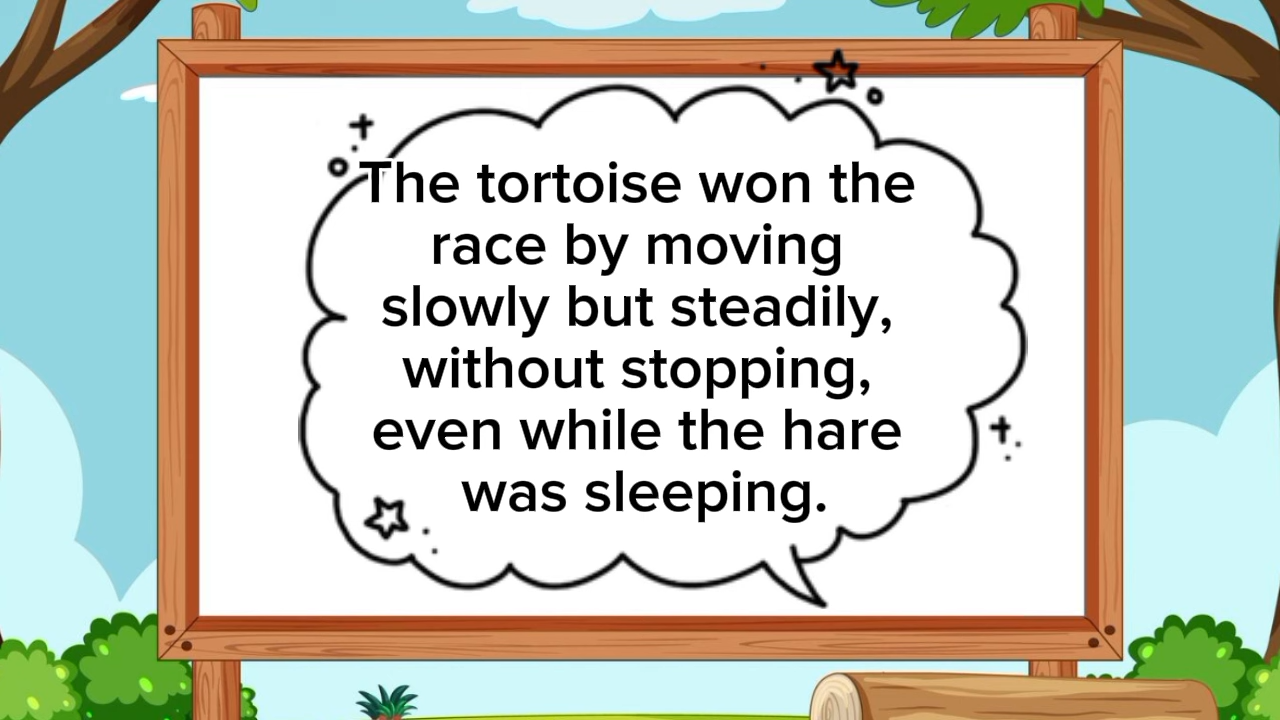 The tortoise won the
race by moving
slowly but steadily,
without stopping,
even while the hare
was sleeping.